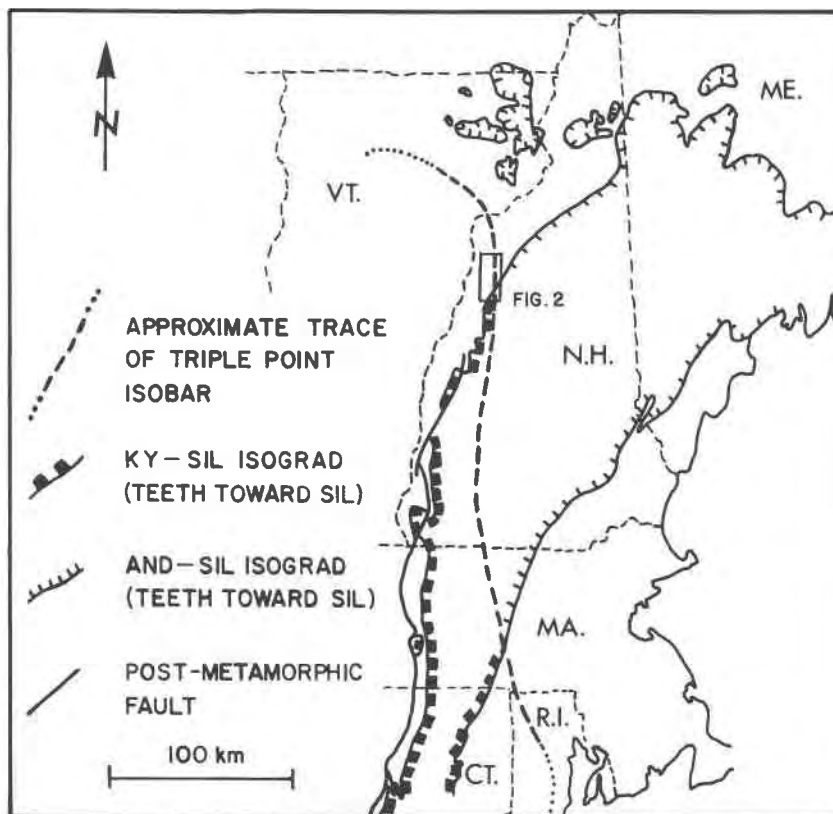 N
ME.
VT.
FIG. 2
N.H.
APPROXIMATE TRACE
OF TRIPLE POINT
ISOBAR
KY–SIL ISOGRAD
(TEETH TOWARD SIL)
AND–SIL ISOGRAD
(TEETH TOWARD SIL)
MA.
POST-METAMORPHIC
FAULT
R.I.
100 km
CT.